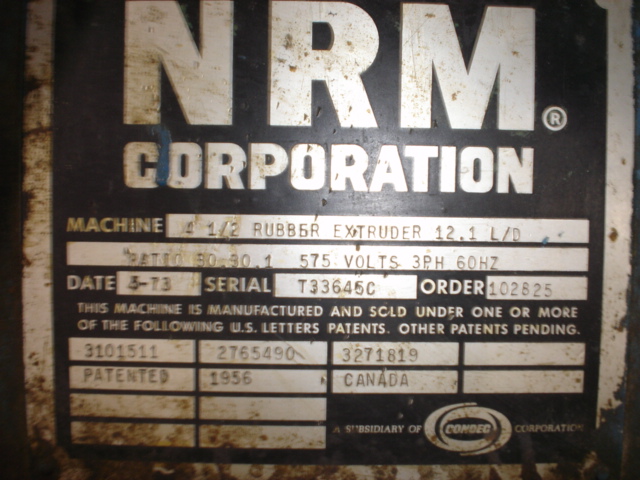 NRM®
CORPORATION
MACHINE 4 1/2 RUBBER EXTRUDER 12.1 L/D
RATIO 30.90.1 575 VOLTS 3PH 60HZ
DATE 3-73 SERIAL T33645C ORDER 102825
THIS MACHINE IS MANUFACTURED AND SOLD UNDER ONE OR MORE
OF THE FOLLOWING U.S. LETTERS PATENTS. OTHER PATENTS PENDING.
3101511 2765490 3271819
PATENTED 1956 CANADA
A SUBSIDIARY OF CONDEC CORPORATION